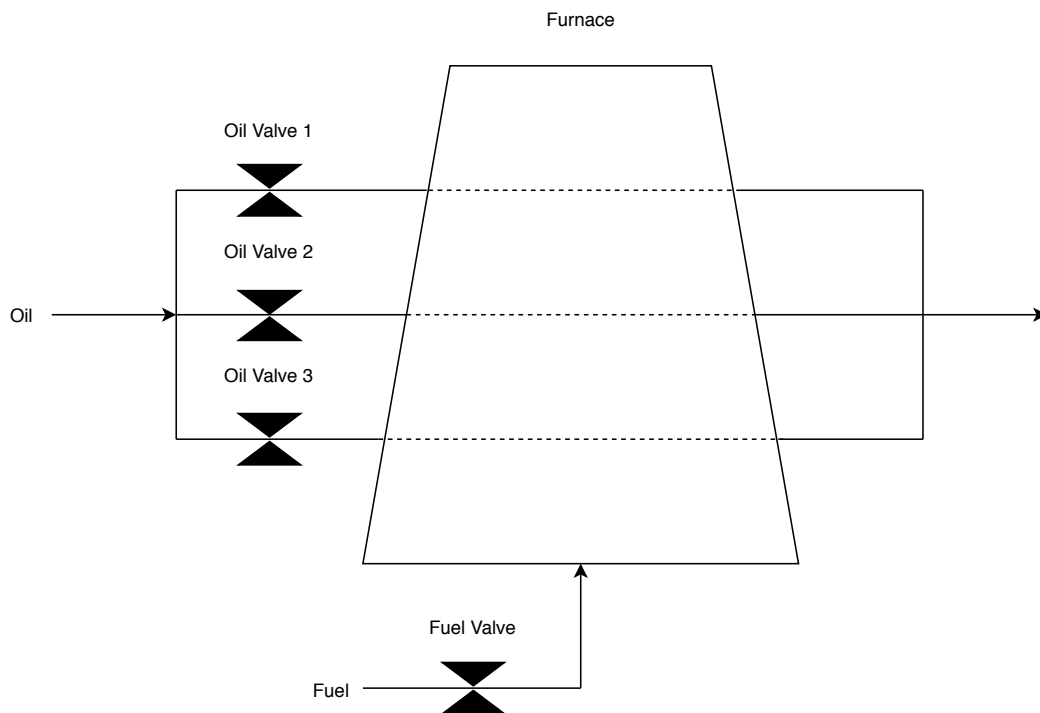 Furnace
Oil Valve 1
Oil Valve 2
Oil
Oil Valve 3
Fuel Valve
Fuel